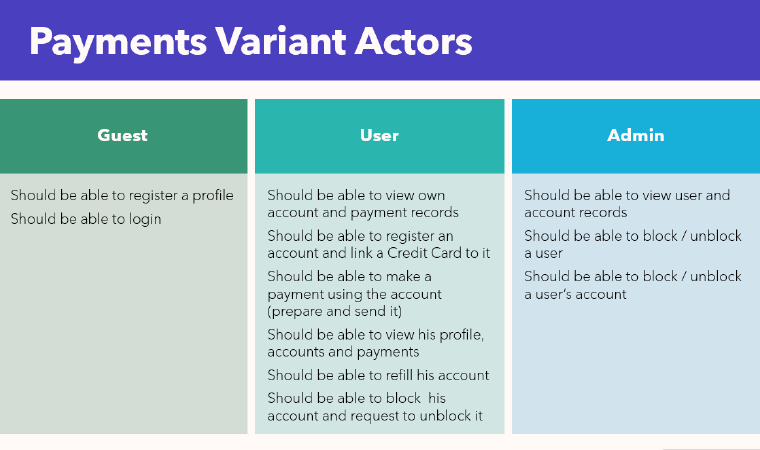 Payments Variant Actors
Guest
Should be able to register a profile
Should be able to login
User
Should be able to view own
account and payment records
Should be able to register an
account and link a Credit Card to it
Should be able to make a
payment using the account
(prepare and send it)
Should be able to view his profile,
accounts and payments
Should be able to refill his account
Should be able to block  his
account and request to unblock it
Admin
Should be able to view user and
account records
Should be able to block / unblock
a user
Should be able to block / unblock
a user’s account